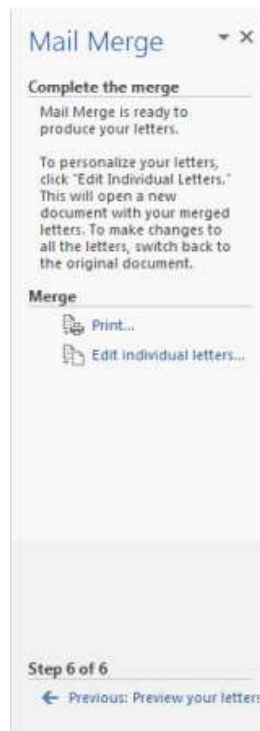 Mail Merge
Complete the merge
Mail Merge is ready to
produce your letters.
To personalize your letters,
click "Edit Individual Letters."
This will open a new
document with your merged
letters. To make changes to
all the letters, switch back to
the original document.
Merge
Print...
Edit individual letters...
Step 6 of 6
Previous: Preview your letters